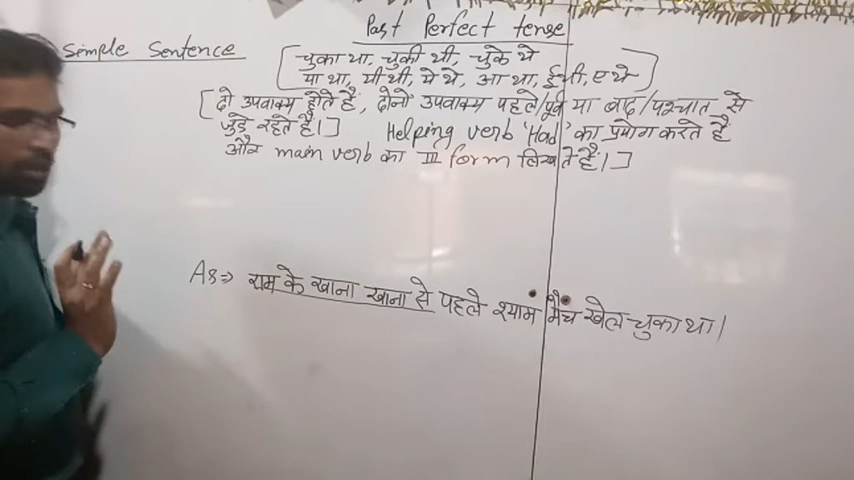 Past Perfect tense
Simple Sentence
[चुका था, चुकी थी, चुके थे
या था, यी थी, ये थे, आ था, ई थी, ए थे]
[दो उपवाक्य होते हैं, दोनों उपवाक्य पहले/पूर्व या बाद/पश्चात से
जुड़े रहते हैं।] Helping verb 'Had' का प्रयोग करते हैं
और main verb का III form लिखते हैं।]
As⇒ राम के खाना खाना से पहले श्याम मैच खेल चुका था।